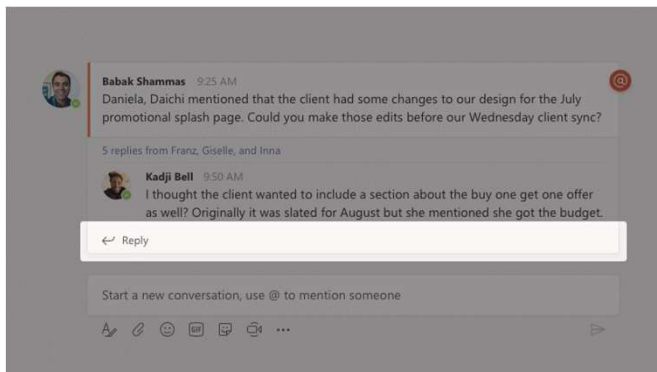 Babak Shammas 9:25 AM
Daniela, Daichi mentioned that the client had some changes to our design for the July
promotional splash page. Could you make those edits before our Wednesday client sync?
5 replies from Franz, Giselle, and Inna
Kadji Bell 9:50 AM
I thought the client wanted to include a section about the buy one get one offer
as well? Originally it was slated for August but she mentioned she got the budget.
Reply
Start a new conversation, use @ to mention someone
GIF